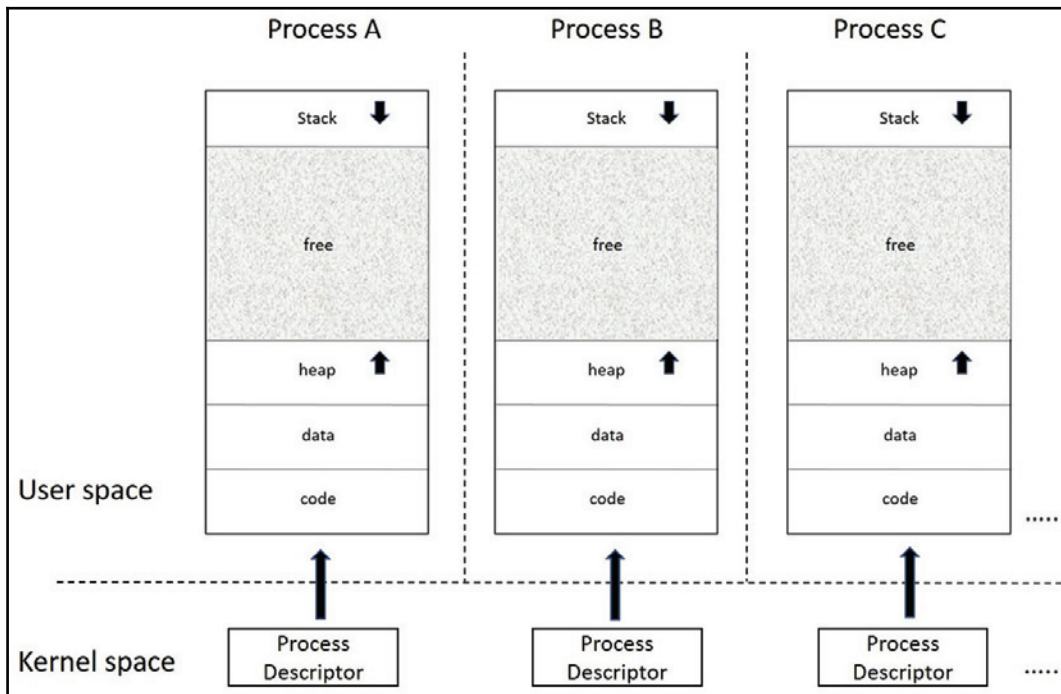 Process A
Process B
Process C
Stack
Stack
Stack
free
free
free
heap
heap
heap
data
data
data
User space
code
code
code
.....
Kernel space
Process
Descriptor
Process
Descriptor
Process
Descriptor
.....